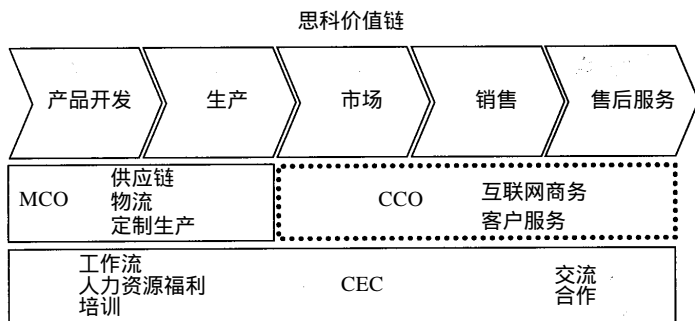 思科价值链
产品开发 生产 市场 销售 售后服务
MCO
供应链
物流
定制生产
CCO
互联网商务
客户服务
工作流
人力资源福利
培训
CEC
交流
合作